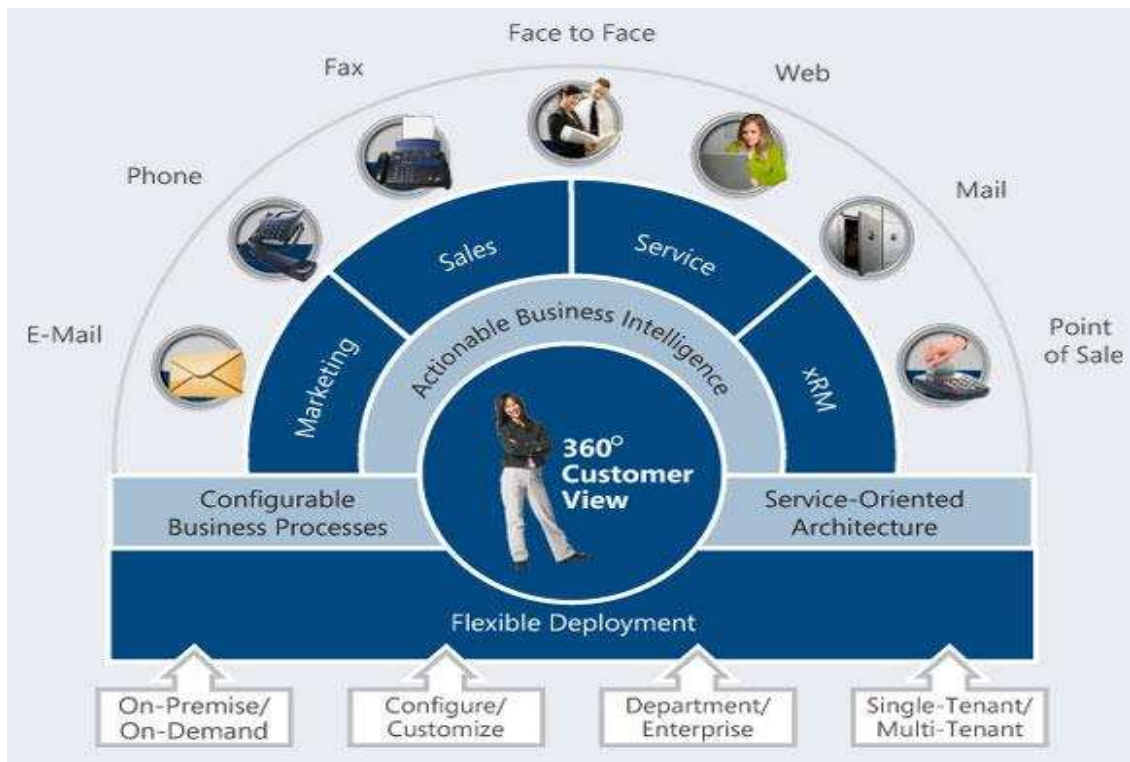 Face to Face
Fax
Web
Phone
Mail
E-Mail
Point
of Sale
Sales
Service
Marketing
xRM
Actionable Business Intelligence
360°
Customer
View
Configurable
Business Processes
Service-Oriented
Architecture
Flexible Deployment
On-Premise/
On-Demand
Configure/
Customize
Department/
Enterprise
Single-Tenant/
Multi-Tenant